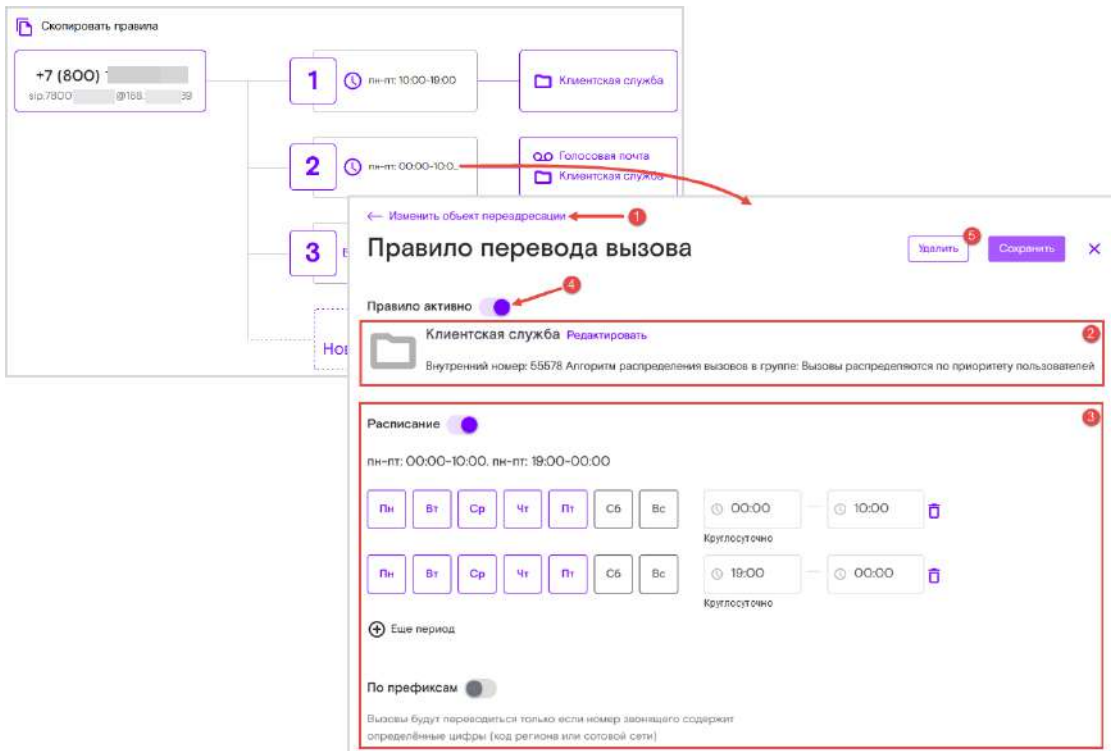 Скопировать правила
+7 (800)
sip:7800 @168. 39
1
пн-пт: 10:00-19:00
Клиентская служба
2
пн-пт: 00:00-10:0...
Голосовая почта
Клиентская служба
3
← Изменить объект переадресации
1
Правило перевода вызова
Удалить
5
Сохранить
4
Правило активно
Клиентская служба Редактировать
2
Внутренний номер: 55578 Алгоритм распределения вызовов в группе: Вызовы распределяются по приоритету пользователей
3
Расписание
пн-пт: 00:00-10:00, пн-пт: 19:00-00:00
Пн Вт Ср Чт Пт Сб Вс 00:00 — 10:00
Круглосуточно
Пн Вт Ср Чт Пт Сб Вс 19:00 — 00:00
Круглосуточно
Еще период
По префиксам
Вызовы будут переводиться только если номер звонящего содержит
определённые цифры (код региона или сотовой сети)